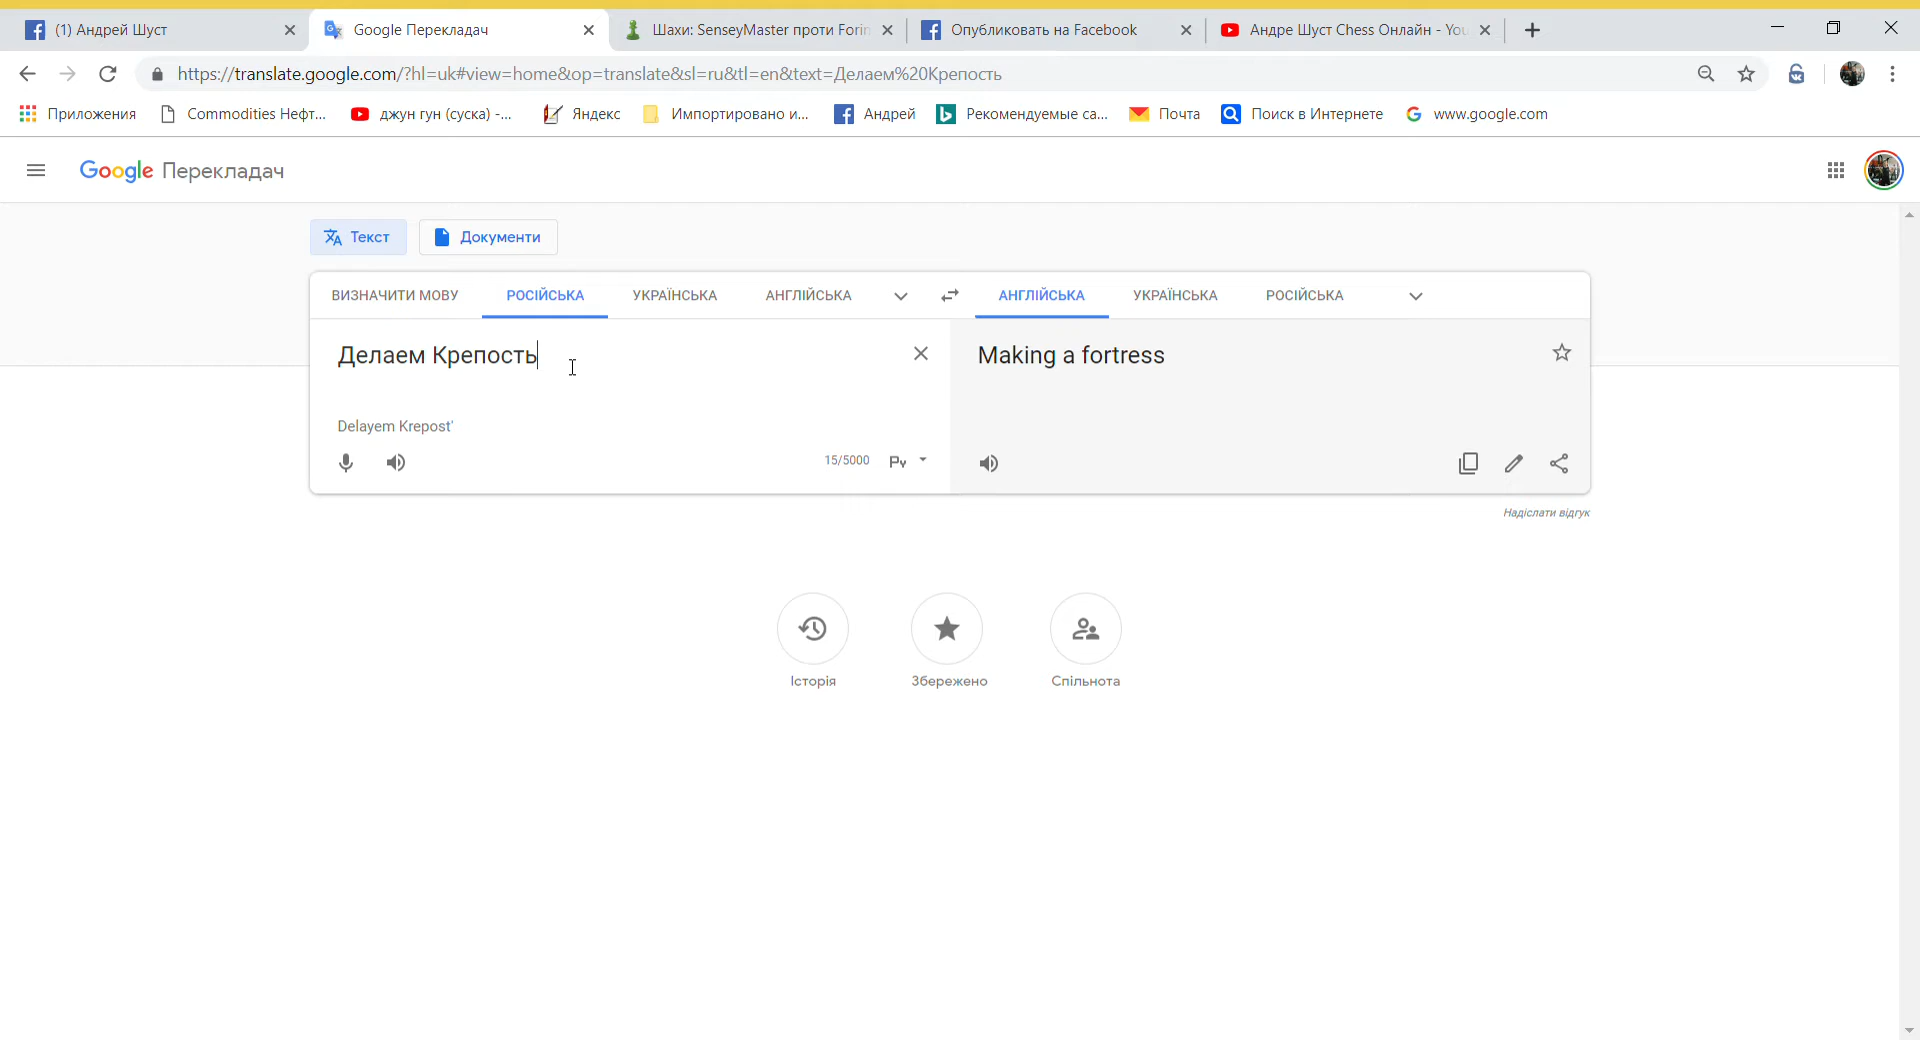 (1) Андрей Шуст
Google Перекладач
Шахи: SenseyMaster проти Forin
Опубликовать на Facebook
Андре Шуст Chess Онлайн - You
https://translate.google.com/?hl=uk#view=home&op=translate&sl=ru&tl=en&text=Делаем%20Крепость
Приложения
Commodities Нефт...
джун гун (суска) -...
Яндекс
Импортировано и...
Андрей
Рекомендуемые са...
Почта
Поиск в Интернете
www.google.com
Google Перекладач
Текст
Документи
ВИЗНАЧИТИ МОВУ
РОСІЙСЬКА
УКРАЇНСЬКА
АНГЛІЙСЬКА
АНГЛІЙСЬКА
УКРАЇНСЬКА
РОСІЙСЬКА
Делаем Крепость
Making a fortress
Delayem Krepost'
15/5000
Ру
Надіслати відгук
Історія
Збережено
Спільнота